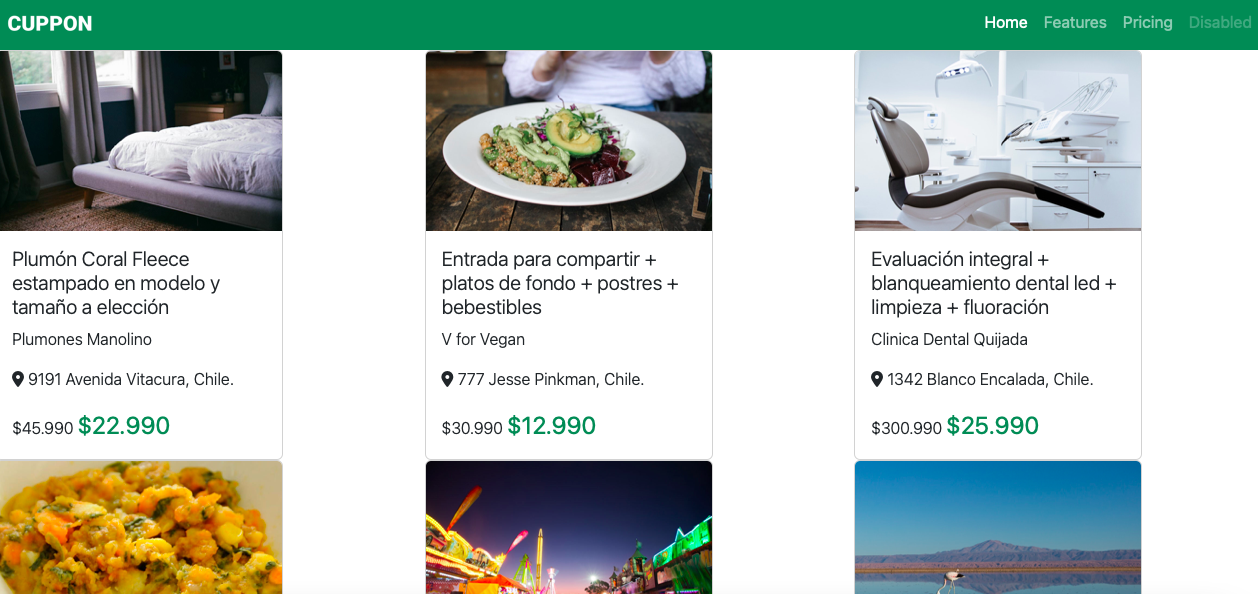 CUPPON
Home Features Pricing Disabled
Plumón Coral Fleece
estampado en modelo y
tamaño a elección
Plumones Manolino
9191 Avenida Vitacura, Chile.
$45.990 $22.990
Entrada para compartir +
platos de fondo + postres +
bebestibles
V for Vegan
777 Jesse Pinkman, Chile.
$30.990 $12.990
Evaluación integral +
blanqueamiento dental led +
limpieza + fluoración
Clinica Dental Quijada
1342 Blanco Encalada, Chile.
$300.990 $25.990